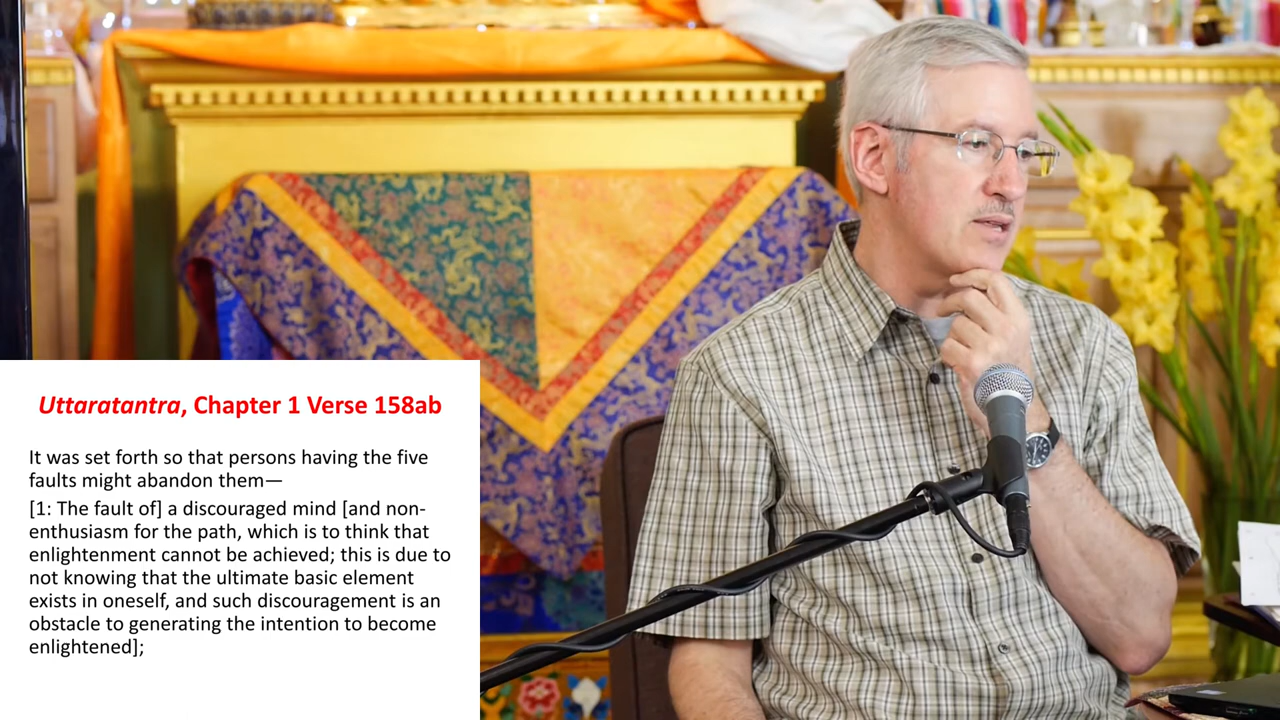 Uttaratantra, Chapter 1 Verse 158ab
It was set forth so that persons having the five
faults might abandon them—
[1: The fault of] a discouraged mind [and non-
enthusiasm for the path, which is to think that
enlightenment cannot be achieved; this is due to
not knowing that the ultimate basic element
exists in oneself, and such discouragement is an
obstacle to generating the intention to become
enlightened];